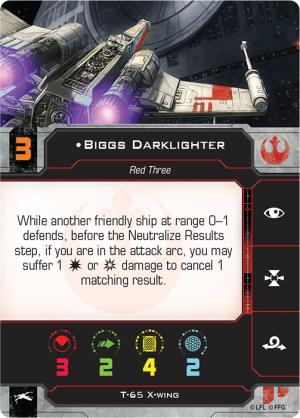 • Biggs Darklighter
3
Red Three
While another friendly ship at range 0–1
defends, before the Neutralize Results
step, if you are in the attack arc, you may
suffer 1 or damage to cancel 1
matching result.
3 2 4 2
T-65 X-wing
©LFL ©FFG